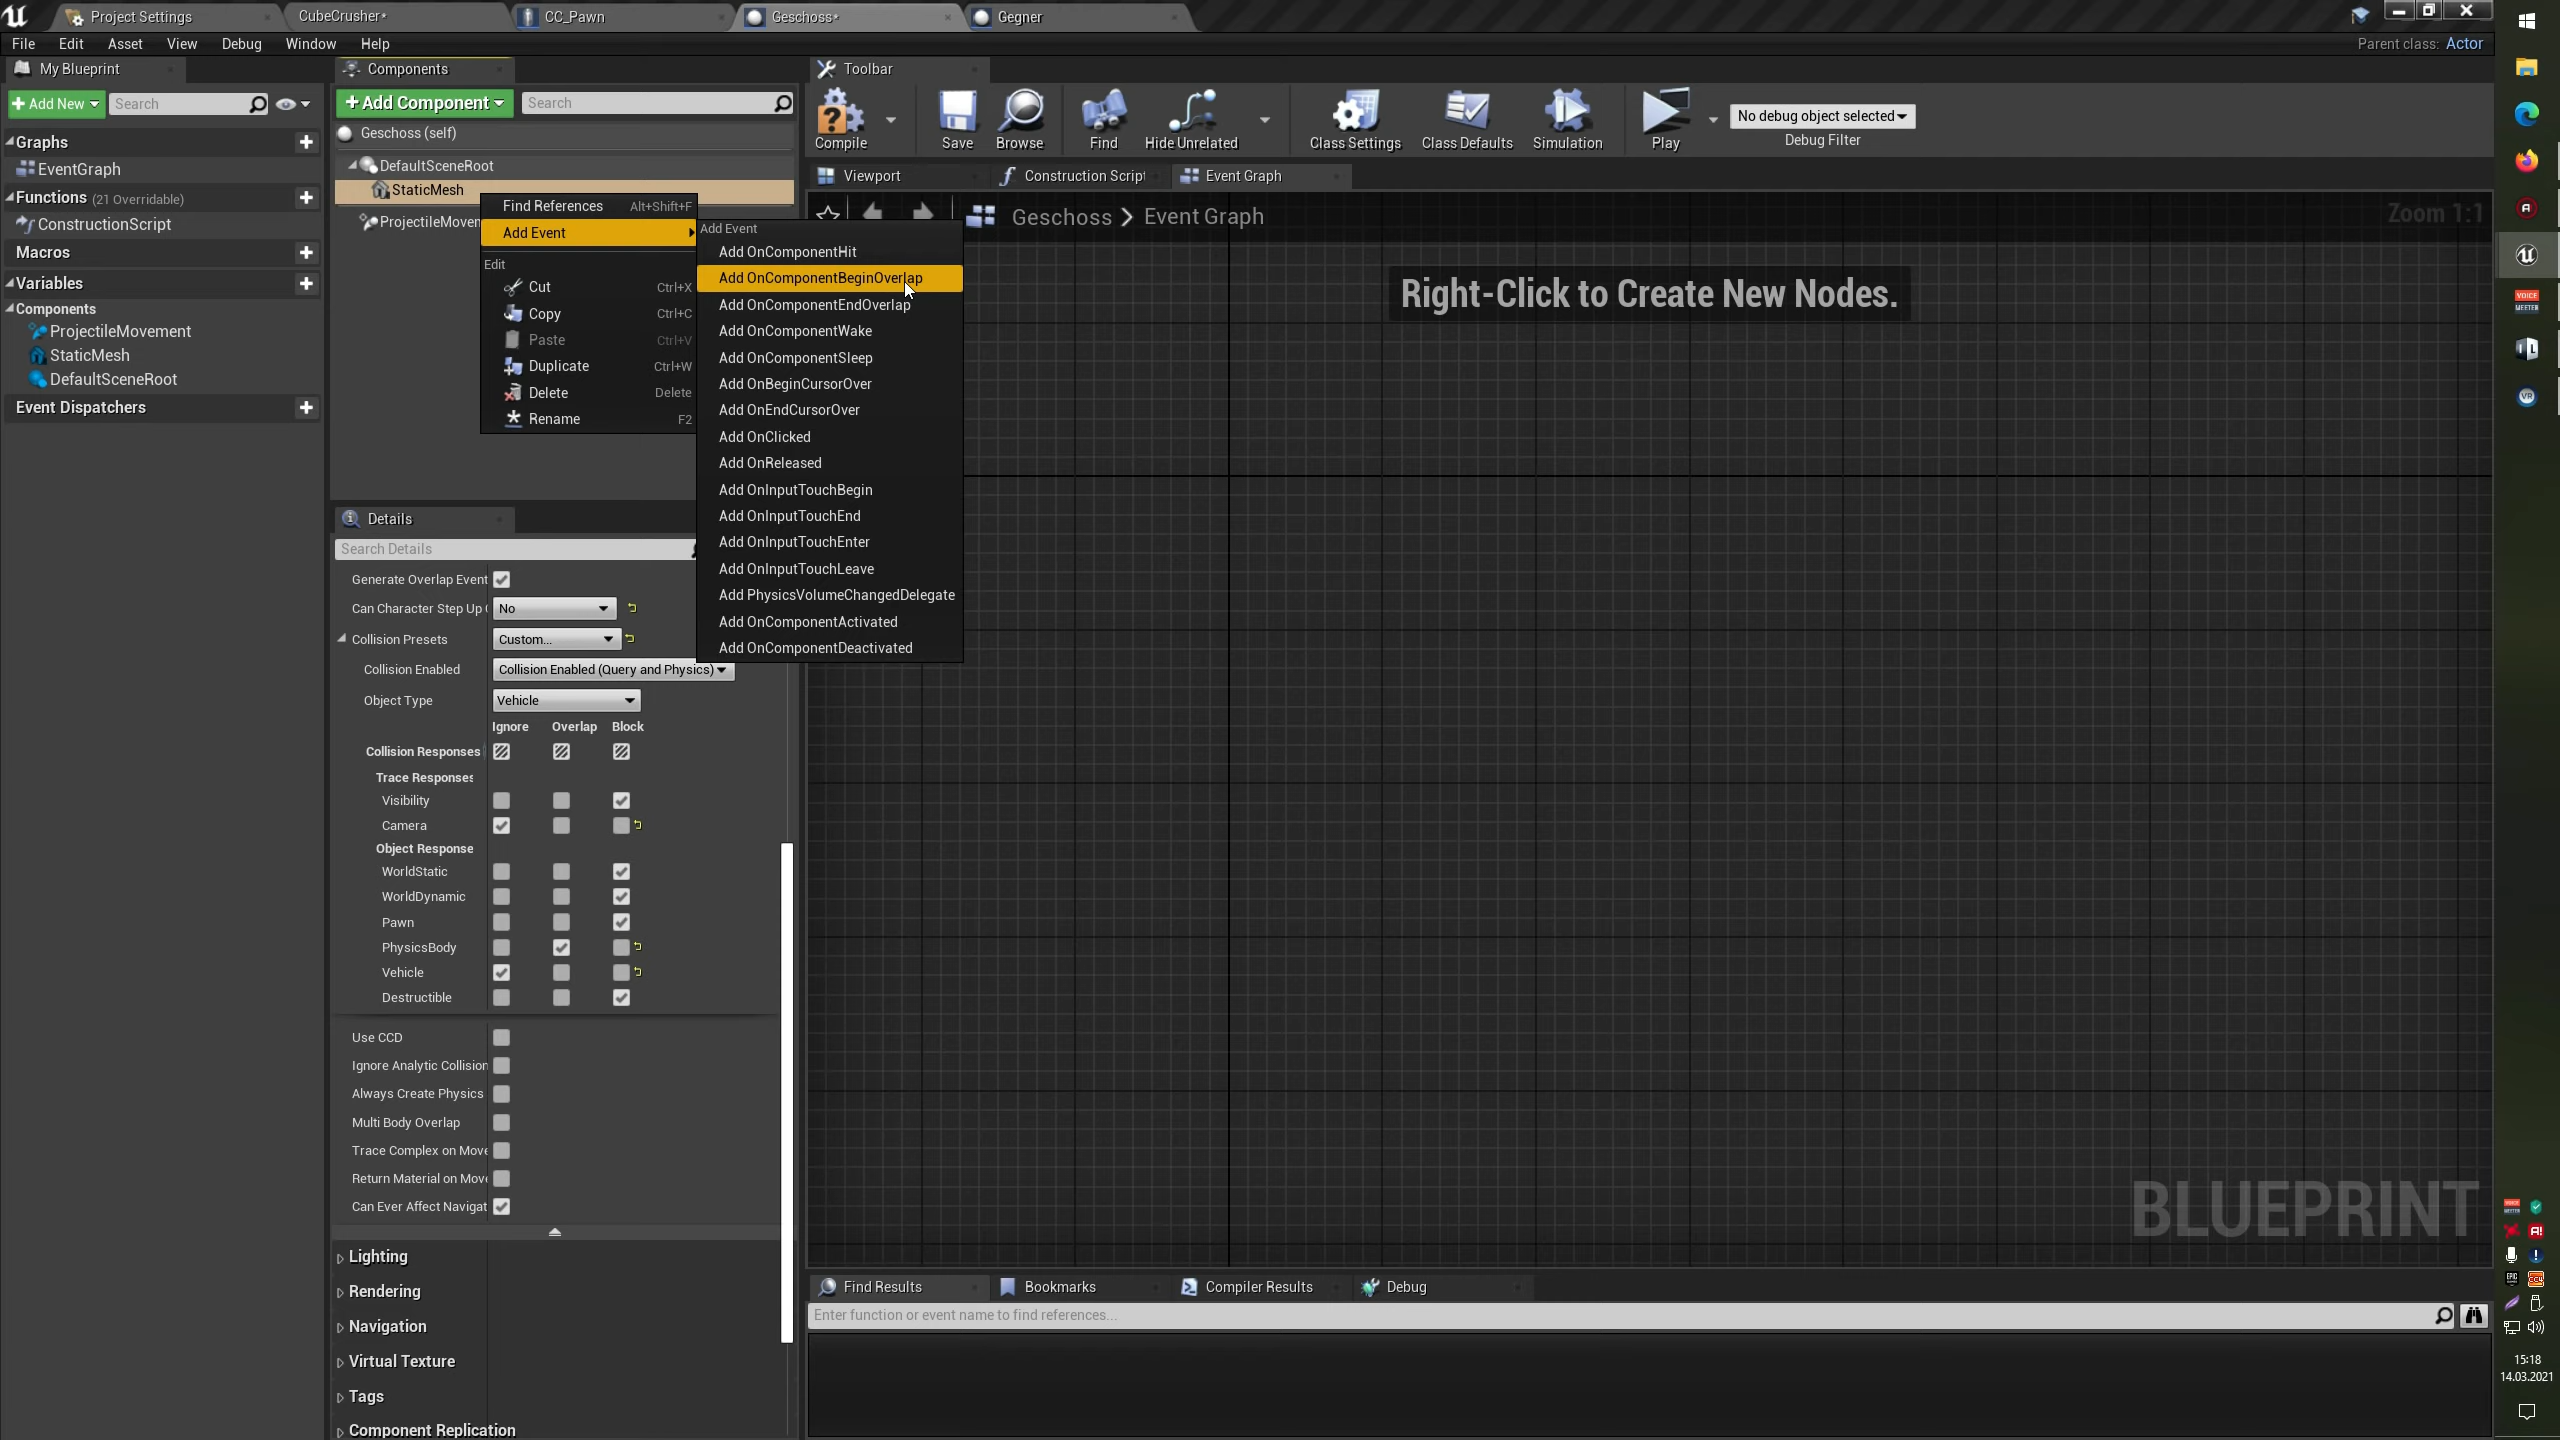 Project Settings
CubeCrusher*
CC_Pawn
Geschoss*
Gegner
File Edit Asset View Debug Window Help
Parent class: Actor
My Blueprint
Components
Toolbar
Add New
Search
Add Component
Search
Compile
Save
Browse
Find
Hide Unrelated
Class Settings
Class Defaults
Simulation
Play
No debug object selected
Debug Filter
Geschoss (self)
DefaultSceneRoot
StaticMesh
ProjectileMovem
Graphs
EventGraph
Functions (21 Overridable)
ConstructionScript
Macros
Variables
Components
ProjectileMovement
StaticMesh
DefaultSceneRoot
Event Dispatchers
Find References Alt+Shift+F
Add Event
Edit
Cut Ctrl+X
Copy Ctrl+C
Paste Ctrl+V
Duplicate Ctrl+W
Delete Delete
Rename F2
Add Event
Add OnComponentHit
Add OnComponentBeginOverlap
Add OnComponentEndOverlap
Add OnComponentWake
Add OnComponentSleep
Add OnBeginCursorOver
Add OnEndCursorOver
Add OnClicked
Add OnReleased
Add OnInputTouchBegin
Add OnInputTouchEnd
Add OnInputTouchEnter
Add OnInputTouchLeave
Add PhysicsVolumeChangedDelegate
Add OnComponentActivated
Add OnComponentDeactivated
Viewport
Construction Script
Event Graph
Geschoss > Event Graph
Zoom 1:1
Right-Click to Create New Nodes.
BLUEPRINT
Details
Search Details
Generate Overlap Event
Can Character Step Up No
Collision Presets Custom...
Collision Enabled Collision Enabled (Query and Physics)
Object Type Vehicle
Ignore Overlap Block
Collision Responses
Trace Responses
Visibility
Camera
Object Response
WorldStatic
WorldDynamic
Pawn
PhysicsBody
Vehicle
Destructible
Use CCD
Ignore Analytic Collision
Always Create Physics
Multi Body Overlap
Trace Complex on Move
Return Material on Move
Can Ever Affect Navigat
Lighting
Rendering
Navigation
Virtual Texture
Tags
Component Replication
Find Results
Bookmarks
Compiler Results
Debug
Enter function or event name to find references...
15:18
14.03.2021